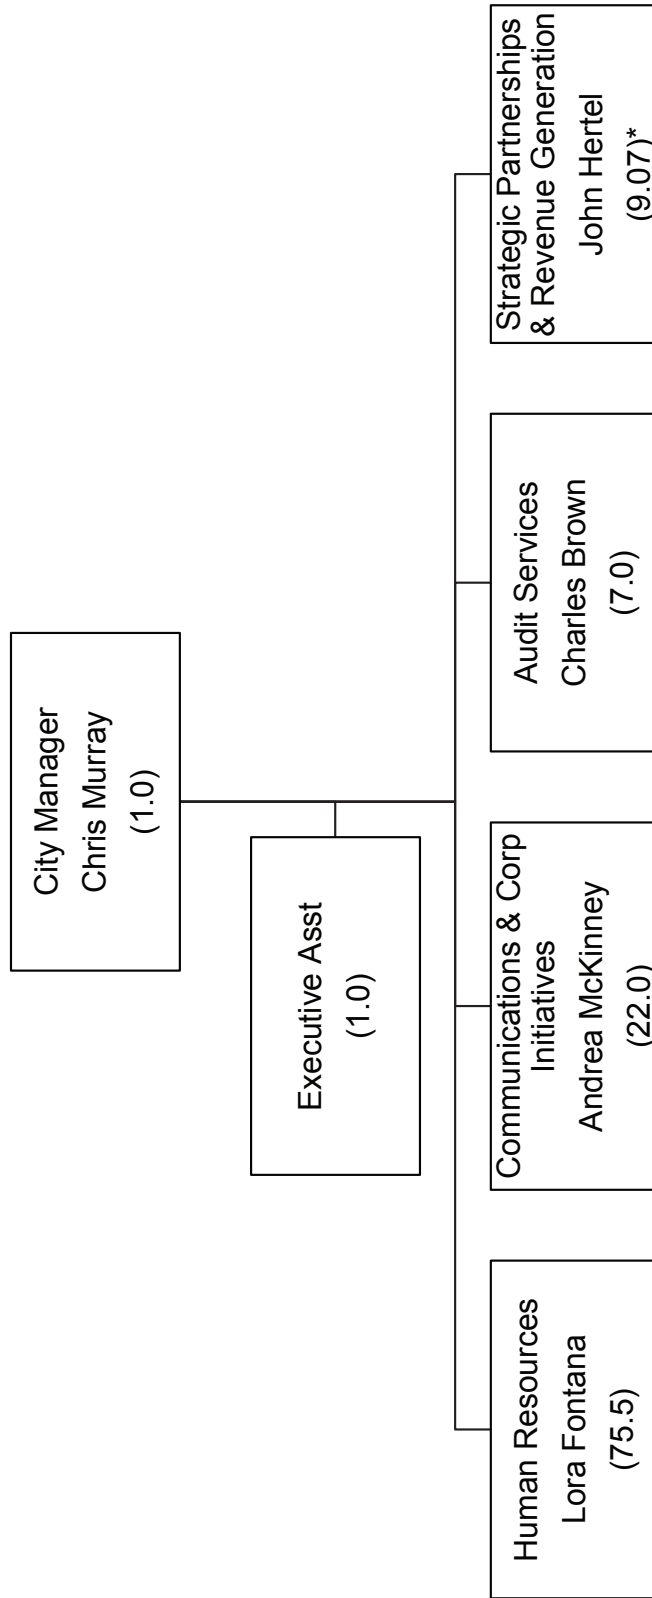 City Manager
Chris Murray
(1.0)
Executive Asst
(1.0)
Human Resources
Lora Fontana
(75.5)
Communications & Corp
Initiatives
Andrea McKinney
(22.0)
Audit Services
Charles Brown
(7.0)
Strategic Partnerships
& Revenue Generation
John Hertel
(9.07)*